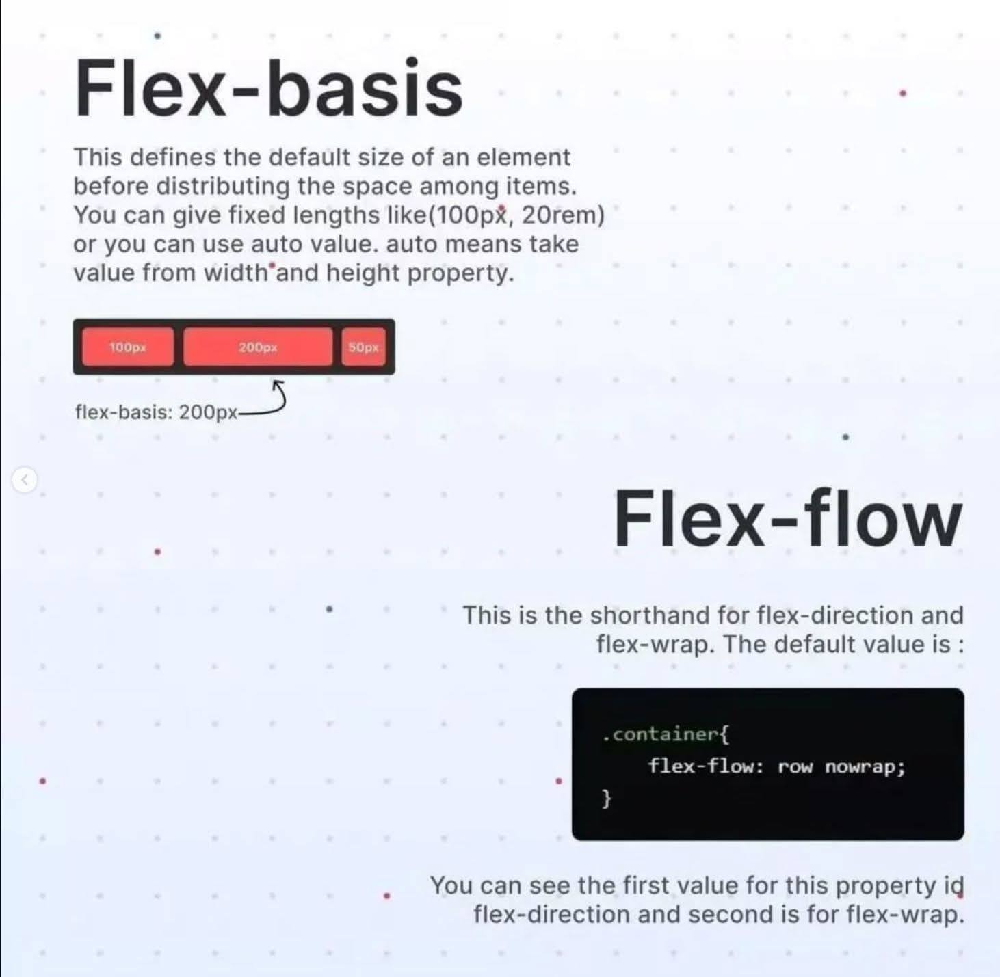 Flex-basis
This defines the default size of an element
before distributing the space among items.
You can give fixed lengths like(100px, 20rem)
or you can use auto value. auto means take
value from width and height property.
100px 200px 50px
flex-basis: 200px
Flex-flow
This is the shorthand for flex-direction and
flex-wrap. The default value is :
.container{
flex-flow: row nowrap;
}
You can see the first value for this property id
flex-direction and second is for flex-wrap.